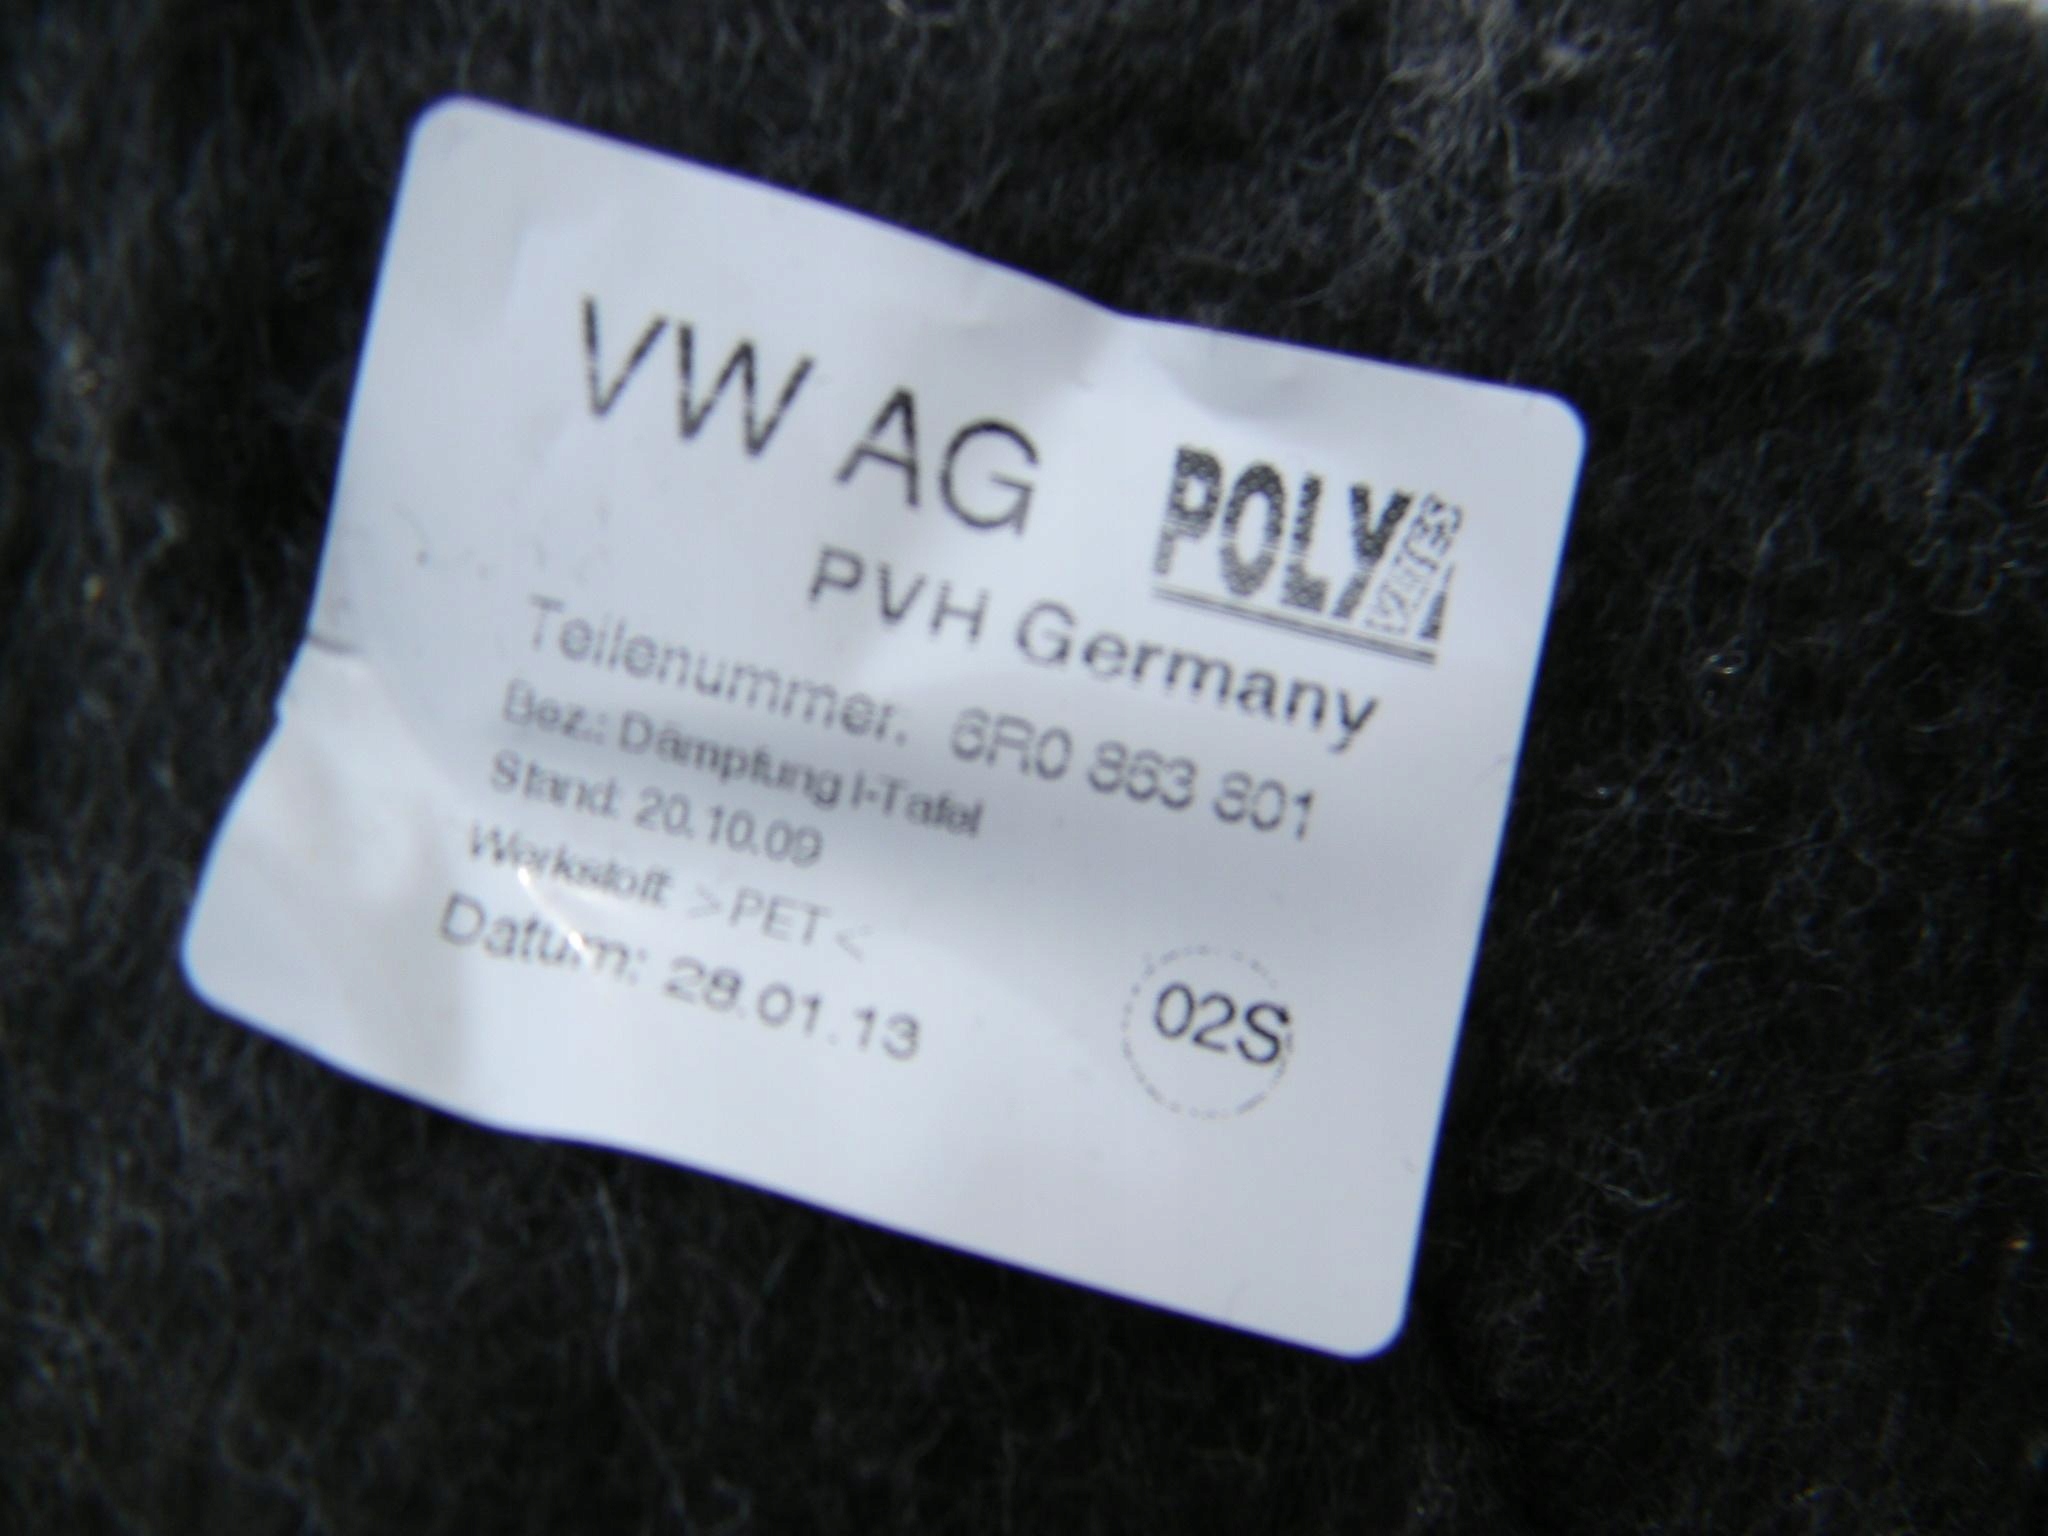 VW AG
POLY
VLIES
PVH Germany
Teilenummer. 6R0 863 801
Bez.: Dämpfung I-Tafel
Stand: 20.10.09
Werkstoff: >PET<
Datum: 28.01.13
02S